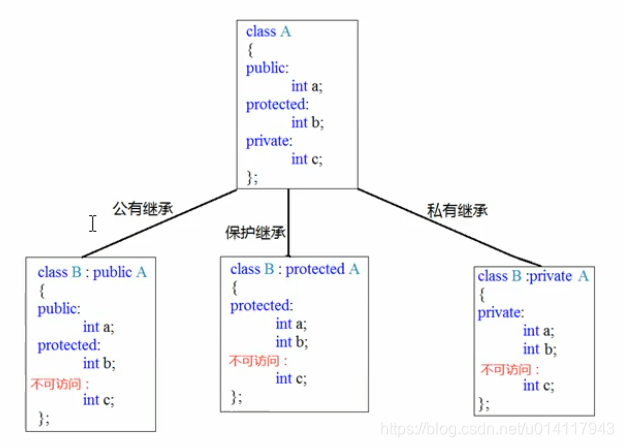 class A
{
public:
int a;
protected:
int b;
private:
int c;
};
公有继承
保护继承
私有继承
class B : public A
{
public:
int a;
protected:
int b;
不可访问：
int c;
};
class B : protected A
{
protected:
int a;
int b;
不可访问：
int c;
};
class B :private A
{
private:
int a;
int b;
不可访问：
int c;
};
https://blog.csdn.net/u014117943